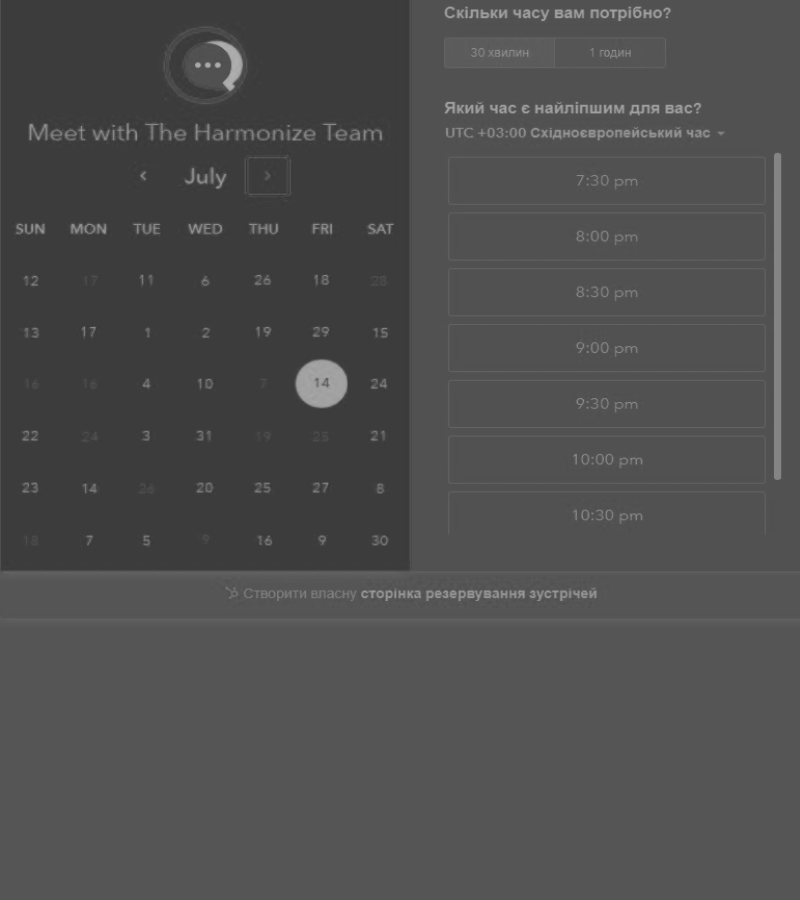 Meet with The Harmonize Team
July
SUN MON TUE WED THU FRI SAT
12 17 11 6 26 18 28
13 17 1 2 19 29 15
16 16 4 10 7 14 24
22 24 3 31 19 25 21
23 14 26 20 25 27 8
18 7 5 9 16 9 30
Скільки часу вам потрібно?
30 хвилин 1 годин
Який час є найліпшим для вас?
UTC +03:00 Східноєвропейський час
7:30 pm
8:00 pm
8:30 pm
9:00 pm
9:30 pm
10:00 pm
10:30 pm
Створити власну сторінка резервування зустрічей